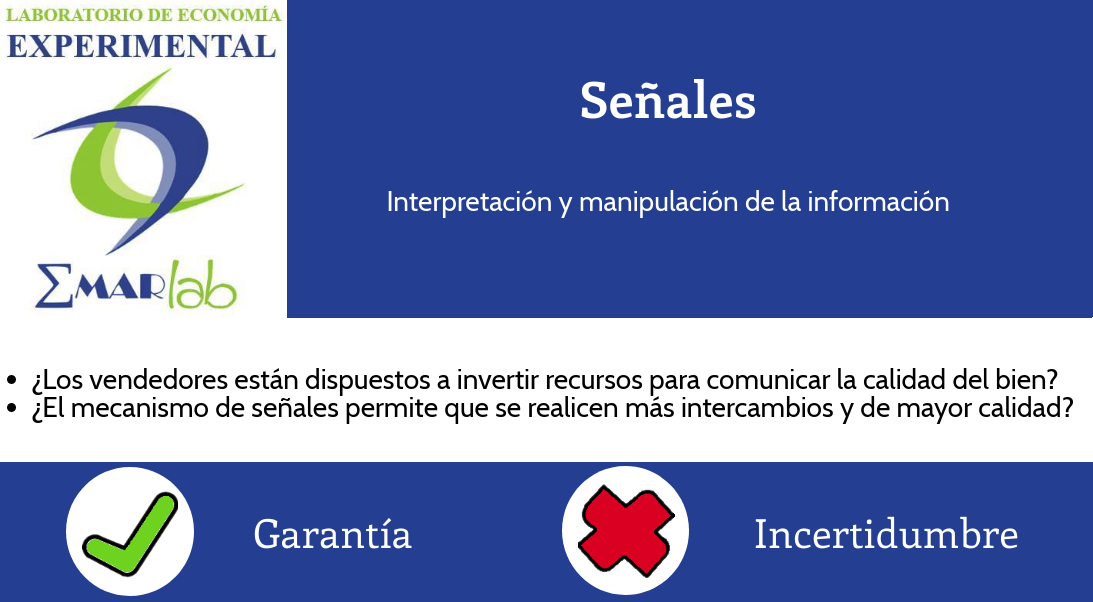 LABORATORIO DE ECONOMÍA
EXPERIMENTAL
ΣMARlab
Señales
Interpretación y manipulación de la información
• ¿Los vendedores están dispuestos a invertir recursos para comunicar la calidad del bien?
• ¿El mecanismo de señales permite que se realicen más intercambios y de mayor calidad?
Garantía
Incertidumbre